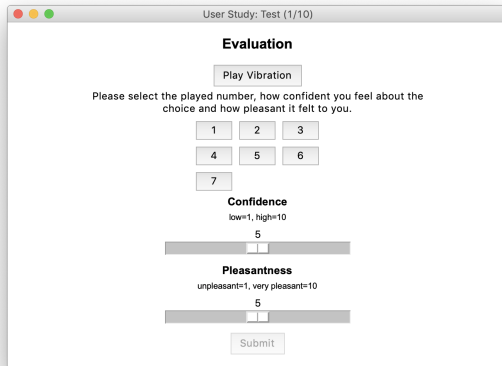 User Study: Test (1/10)
Evaluation
Play Vibration
Please select the played number, how confident you feel about the
choice and how pleasant it felt to you.
1 2 3
4 5 6
7
Confidence
low=1, high=10
5
Pleasantness
unpleasant=1, very pleasant=10
5
Submit